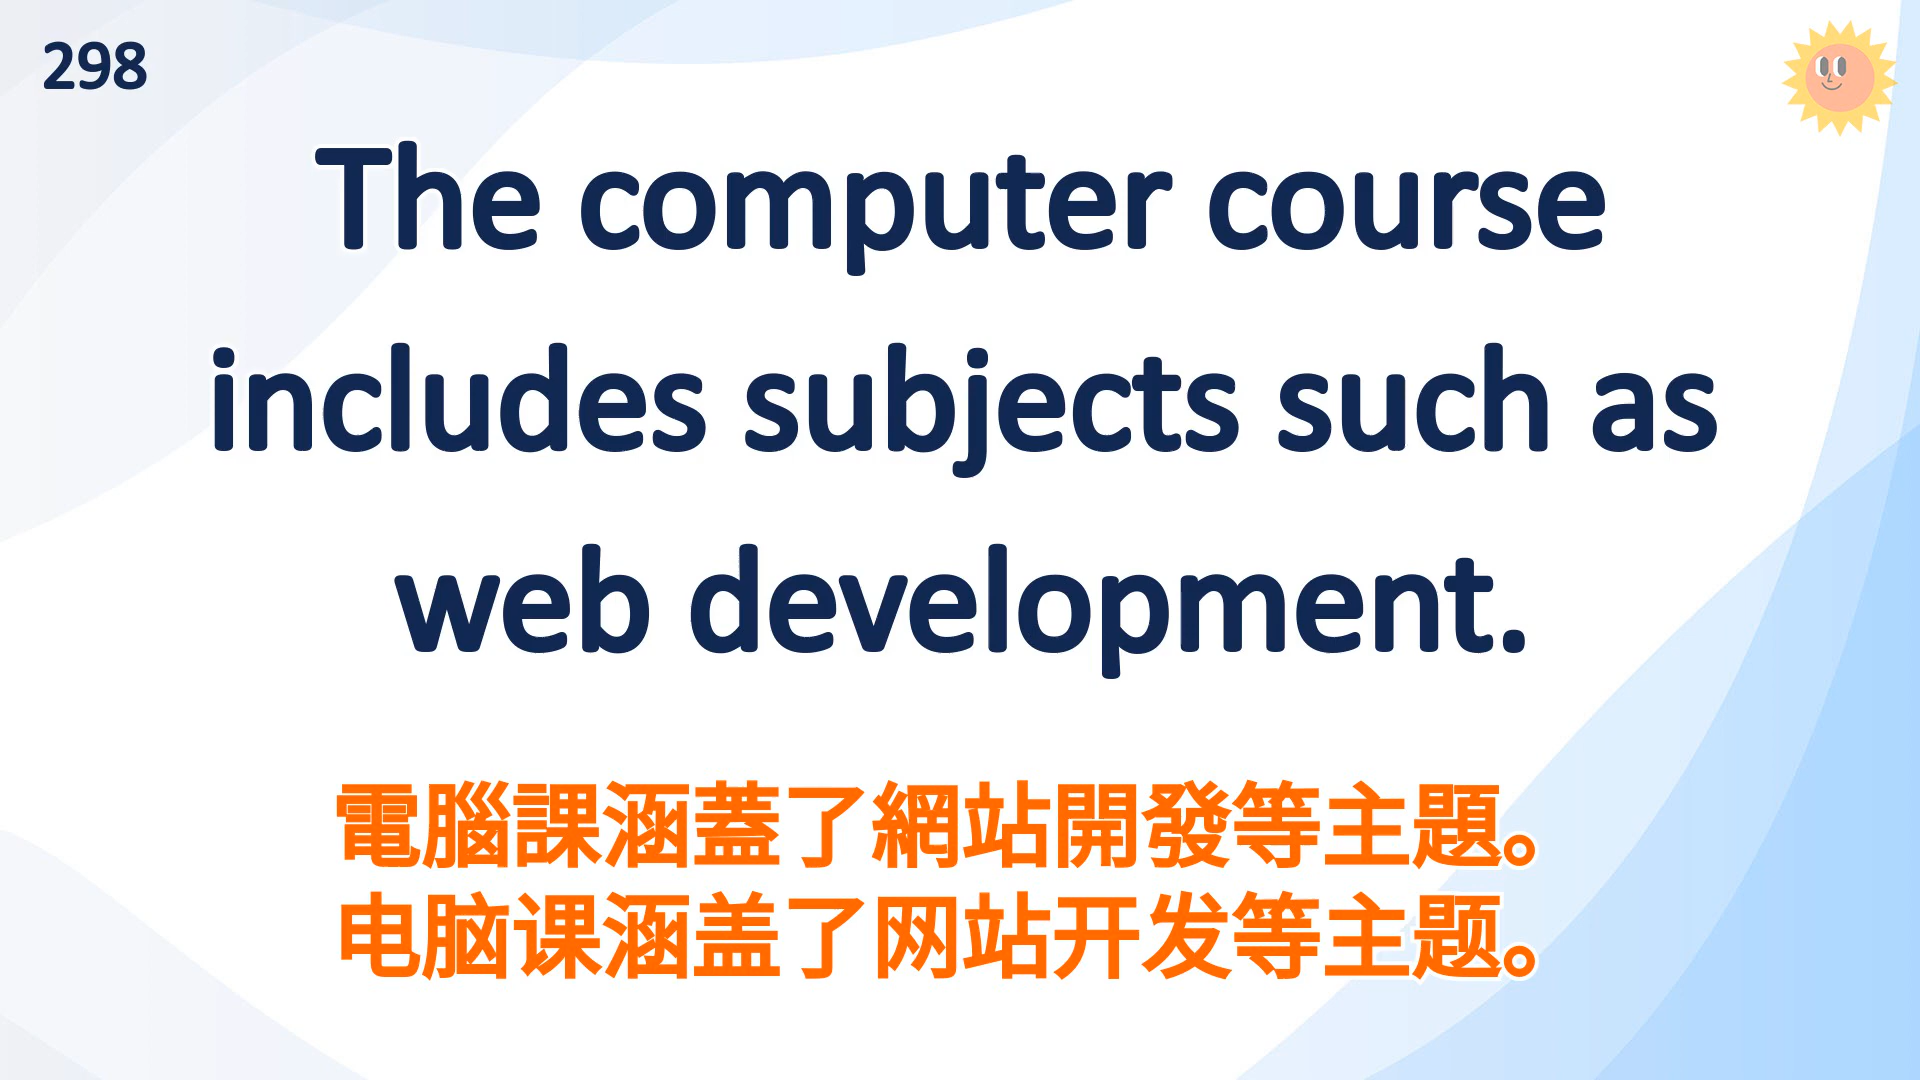 298
The computer course
includes subjects such as
web development.
電腦課涵蓋了網站開發等主題。
电脑课涵盖了网站开发等主题。